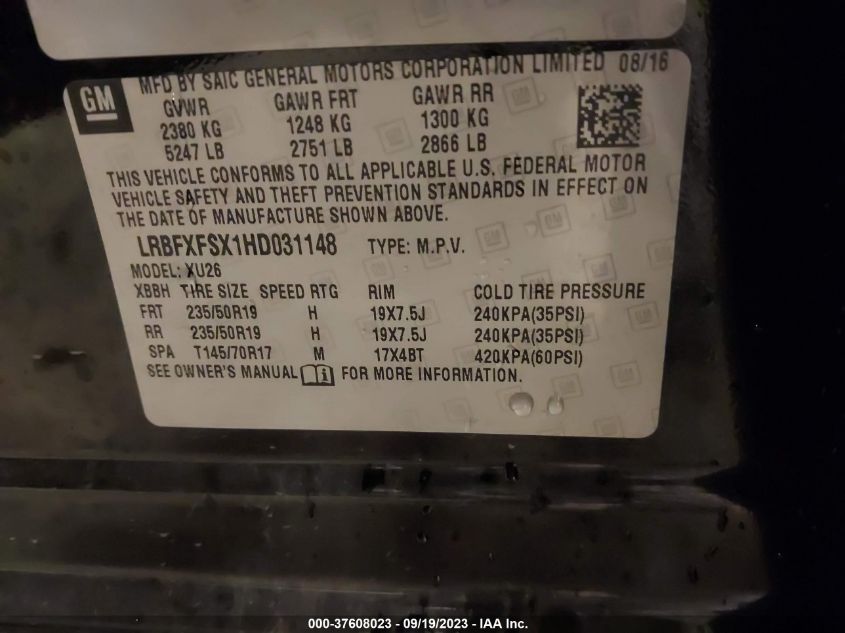 GM
MFD BY SAIC GENERAL MOTORS CORPORATION LIMITED 08/16
GVWR GAWR FRT GAWR RR
2380 KG 1248 KG 1300 KG
5247 LB 2751 LB 2866 LB
THIS VEHICLE CONFORMS TO ALL APPLICABLE U.S. FEDERAL MOTOR
VEHICLE SAFETY AND THEFT PREVENTION STANDARDS IN EFFECT ON
THE DATE OF MANUFACTURE SHOWN ABOVE.
LRBFXFSX1HD031148 TYPE: M.P.V.
MODEL: XU26
XBBH TIRE SIZE SPEED RTG RIM COLD TIRE PRESSURE
FRT 235/50R19 H 19X7.5J 240KPA(35PSI)
RR 235/50R19 H 19X7.5J 240KPA(35PSI)
SPA T145/70R17 M 17X4BT 420KPA(60PSI)
SEE OWNER'S MANUAL FOR MORE INFORMATION.
000-37608023 - 09/19/2023 - © IAA Inc.